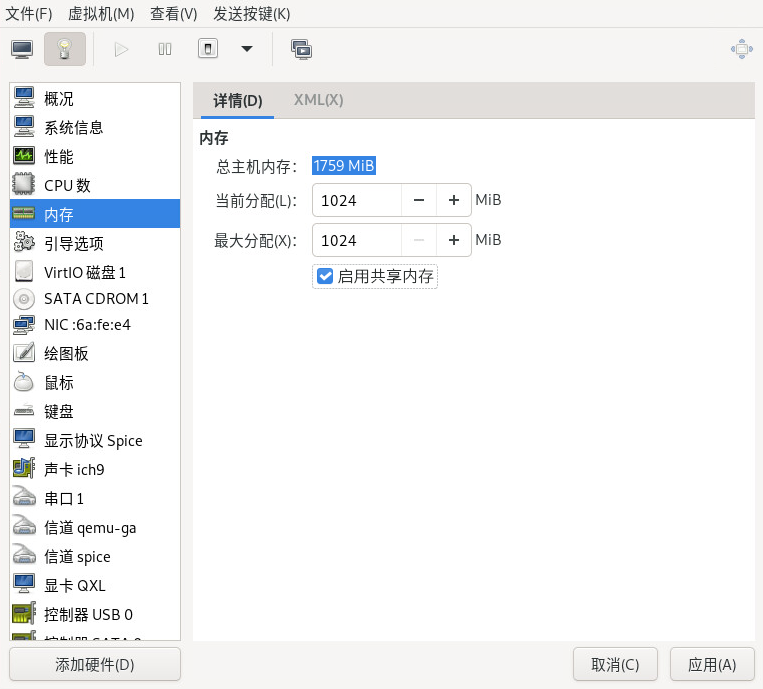 文件(F) 虚拟机(M) 查看(V) 发送按键(K)
概况
系统信息
性能
CPU 数
内存
引导选项
VirtIO 磁盘 1
SATA CDROM 1
NIC :6a:fe:e4
绘图板
鼠标
键盘
显示协议 Spice
声卡 ich9
串口 1
信道 qemu-ga
信道 spice
显卡 QXL
控制器 USB 0
控制器 SATA 0
添加硬件(D)
详情(D) XML(X)
内存
总主机内存: 1759 MiB
当前分配(L): 1024 − + MiB
最大分配(X): 1024 − + MiB
启用共享内存
取消(C) 应用(A)